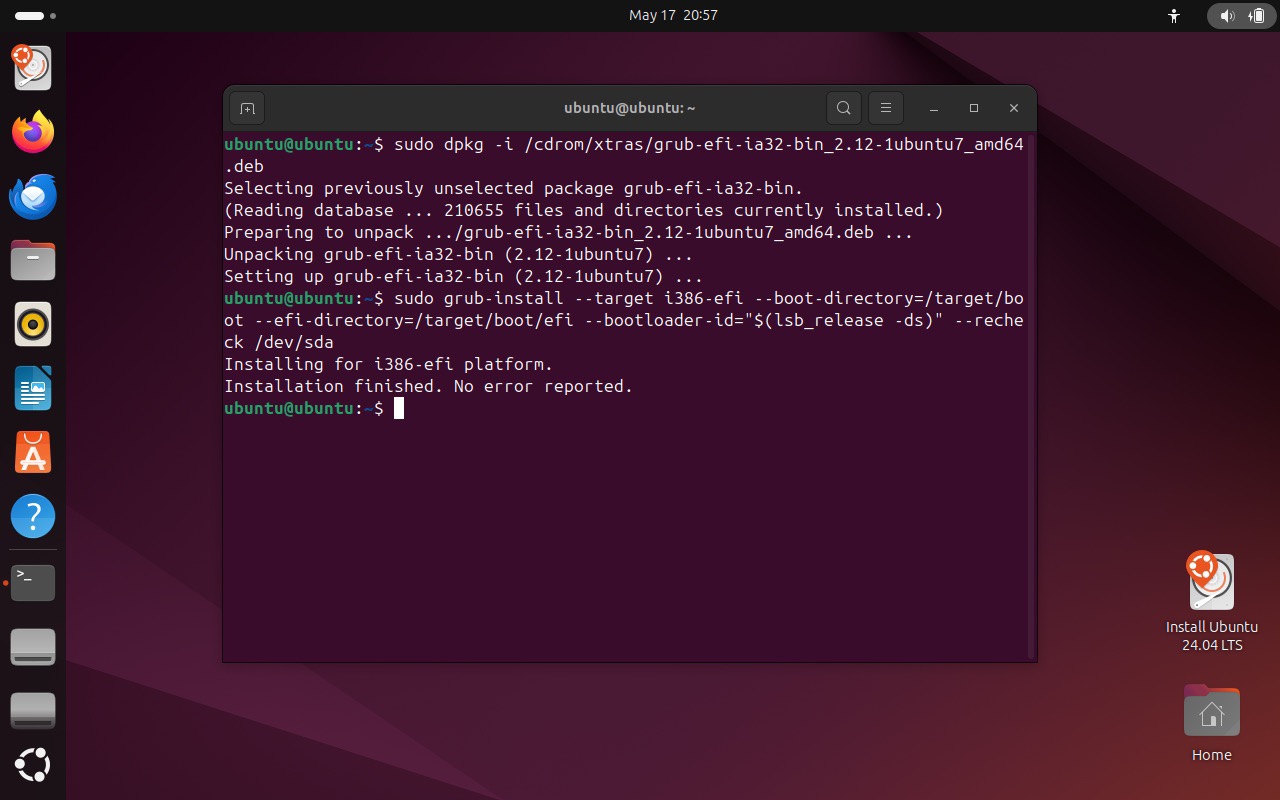 May 17 20:57
ubuntu@ubuntu: ~
ubuntu@ubuntu:~$ sudo dpkg -i /cdrom/xtras/grub-efi-ia32-bin_2.12-1ubuntu7_amd64
.deb
Selecting previously unselected package grub-efi-ia32-bin.
(Reading database ... 210655 files and directories currently installed.)
Preparing to unpack .../grub-efi-ia32-bin_2.12-1ubuntu7_amd64.deb ...
Unpacking grub-efi-ia32-bin (2.12-1ubuntu7) ...
Setting up grub-efi-ia32-bin (2.12-1ubuntu7) ...
ubuntu@ubuntu:~$ sudo grub-install --target i386-efi --boot-directory=/target/bo
ot --efi-directory=/target/boot/efi --bootloader-id="$(lsb_release -ds)" --reche
ck /dev/sda
Installing for i386-efi platform.
Installation finished. No error reported.
ubuntu@ubuntu:~$
Install Ubuntu
24.04 LTS
Home